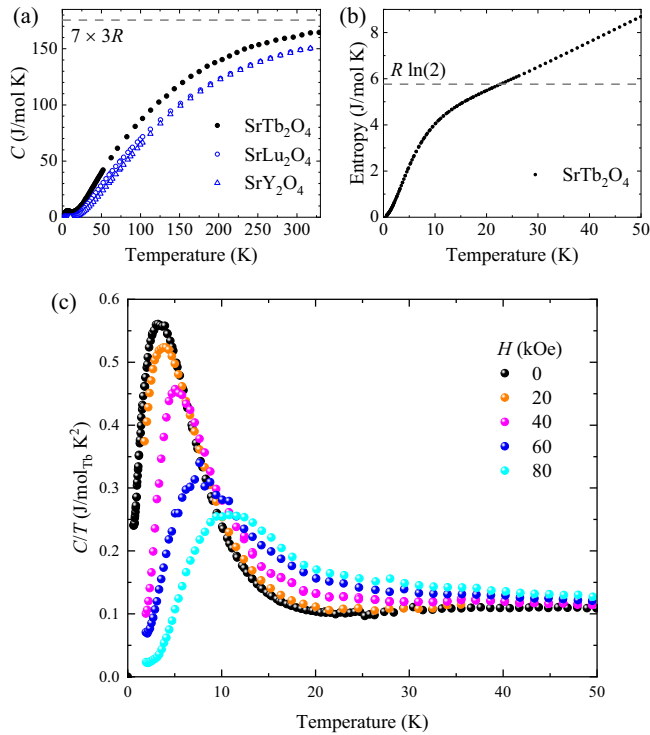 (a)
7 × 3R
C (J/mol K)
150
100
50
0
0 50 100 150 200 250 300
Temperature (K)
SrTb₂O₄
SrLu₂O₄
SrY₂O₄
(b)
R ln(2)
Entropy (J/mol K)
8
6
4
2
0
0 10 20 30 40 50
Temperature (K)
SrTb₂O₄
(c)
C/T (J/mol_Tb K²)
0.6
0.5
0.4
0.3
0.2
0.1
0.0
0 10 20 30 40 50
Temperature (K)
H (kOe)
0
20
40
60
80